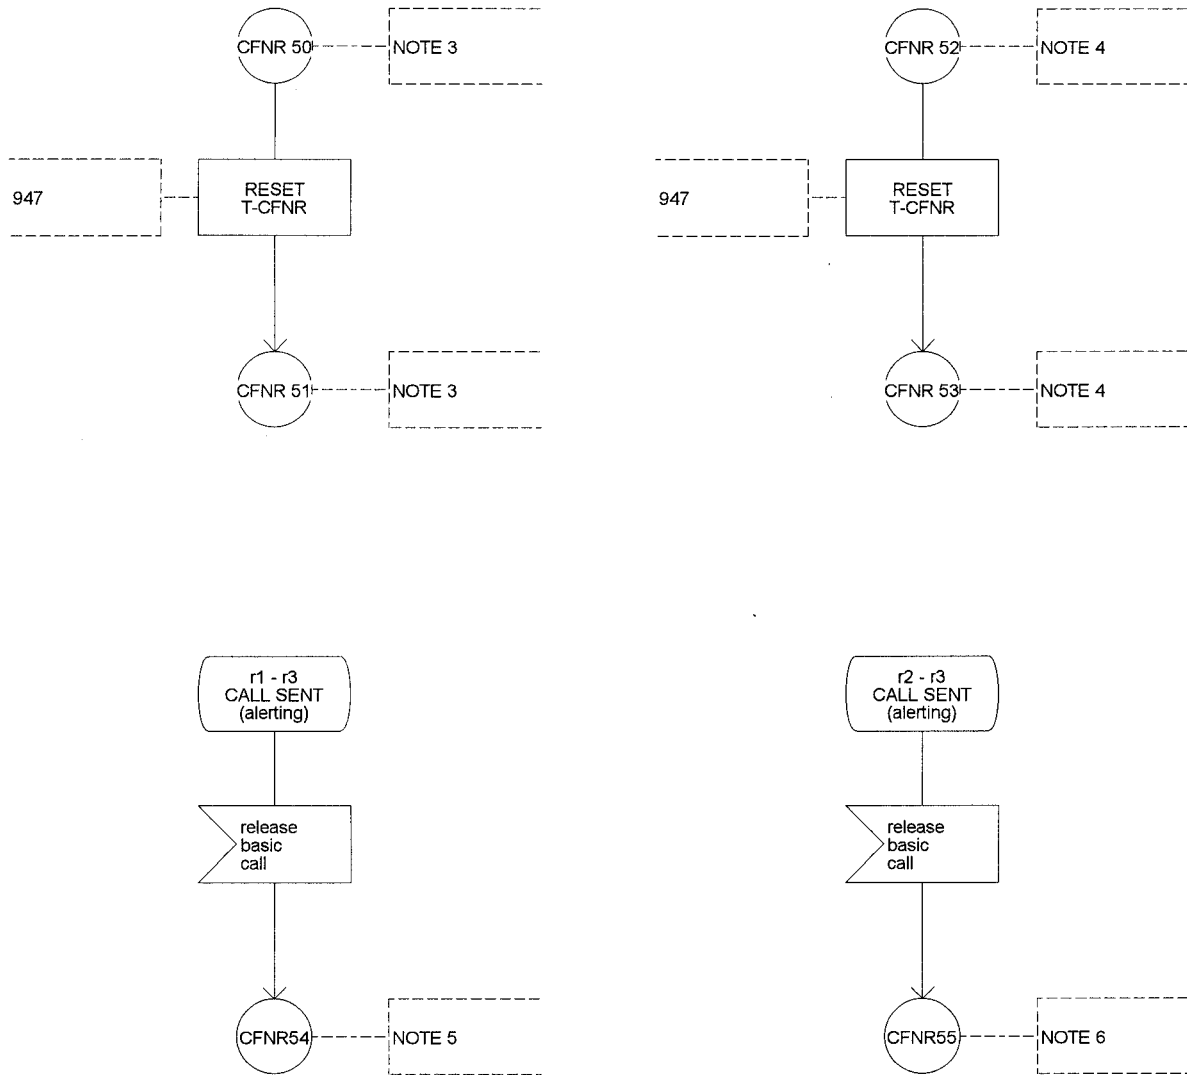 CFNR 50
NOTE 3
CFNR 52
NOTE 4
947
RESET
T-CFNR
947
RESET
T-CFNR
CFNR 51
NOTE 3
CFNR 53
NOTE 4
r1 - r3
CALL SENT
(alerting)
r2 - r3
CALL SENT
(alerting)
release
basic
call
release
basic
call
CFNR54
NOTE 5
CFNR55
NOTE 6